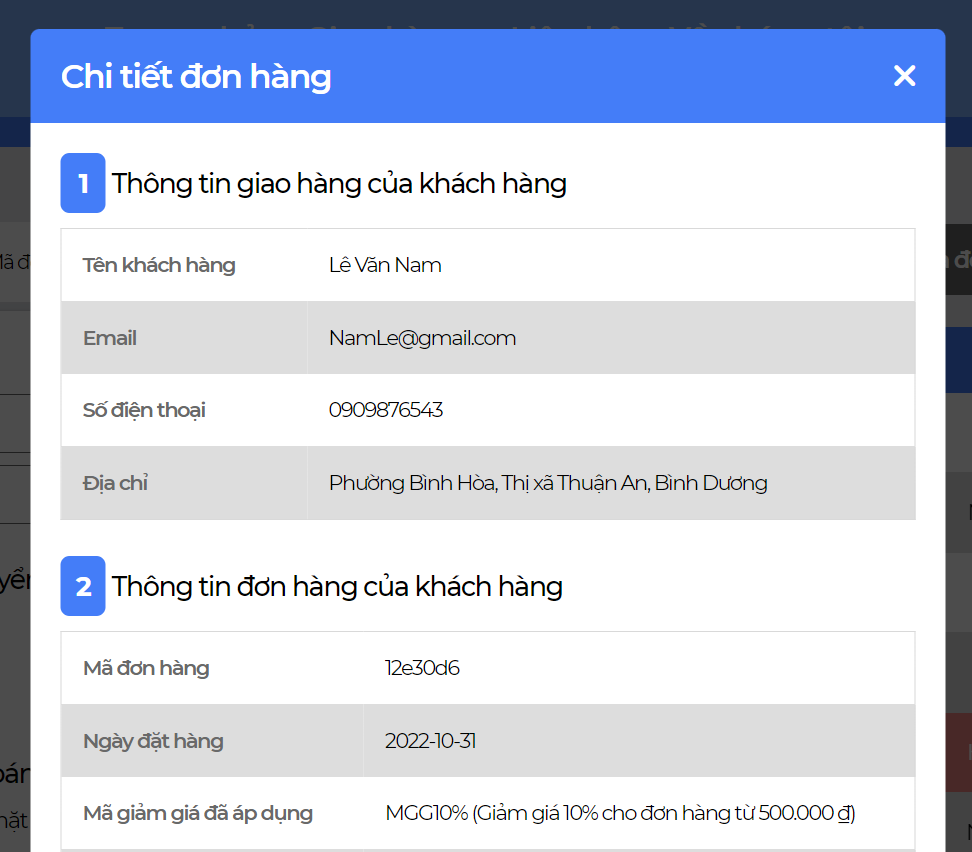 Chi tiết đơn hàng
1 Thông tin giao hàng của khách hàng
Tên khách hàng Lê Văn Nam
Email NamLe@gmail.com
Số điện thoại 0909876543
Địa chỉ Phường Bình Hòa, Thị xã Thuận An, Bình Dương
2 Thông tin đơn hàng của khách hàng
Mã đơn hàng 12e30d6
Ngày đặt hàng 2022-10-31
Mã giảm giá đã áp dụng MGG10% (Giảm giá 10% cho đơn hàng từ 500.000 ₫)